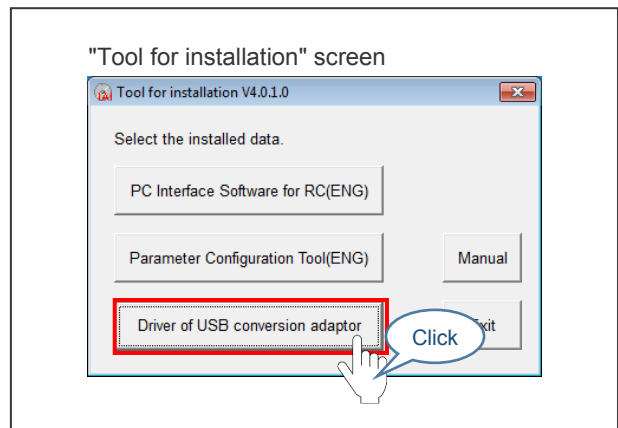 "Tool for installation" screen
Tool for installation V4.0.1.0
Select the installed data.
PC Interface Software for RC(ENG)
Parameter Configuration Tool(ENG)
Manual
Driver of USB conversion adaptor
Click